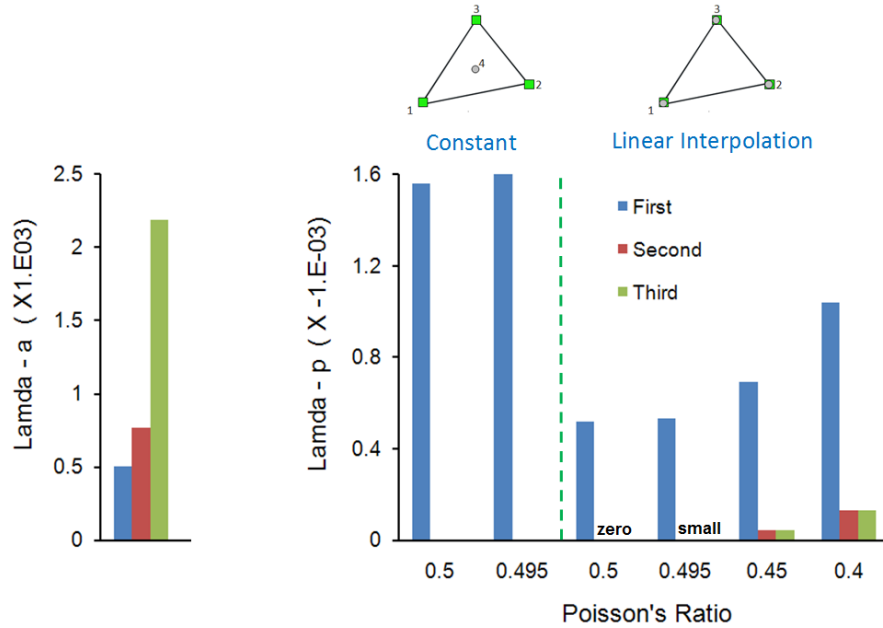 3
4
2
1
3
2
1
Constant
Linear Interpolation
2.5
2
1.5
1
0.5
0
Lamda - a ( X1.E03)
1.6
1.2
0.8
0.4
0
Lamda - p ( X -1.E-03)
First
Second
Third
zero
small
0.5 0.495 0.5 0.495 0.45 0.4
Poisson's Ratio